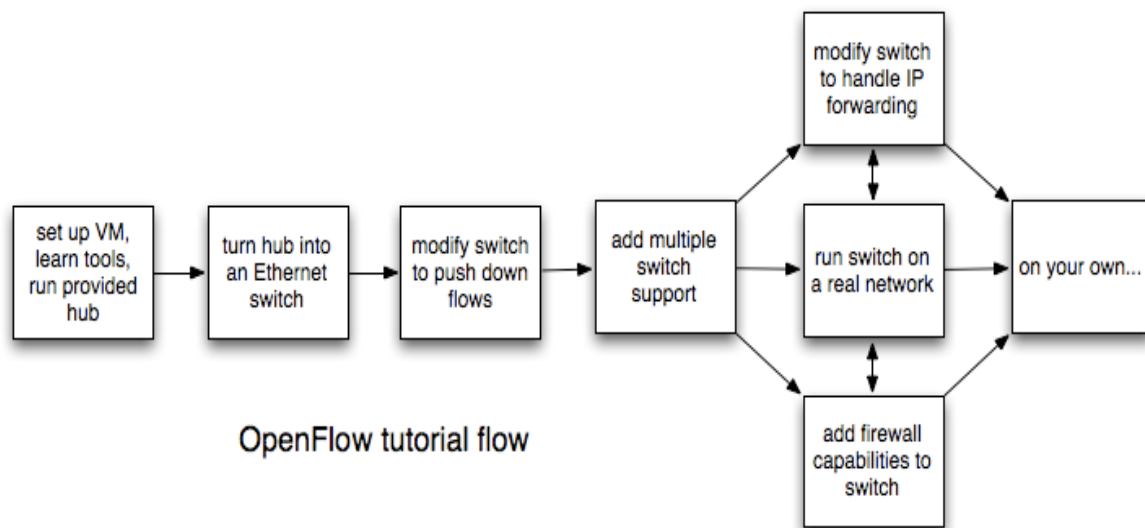 modify switch
to handle IP
forwarding
set up VM,
learn tools,
run provided
hub
turn hub into
an Ethernet
switch
modify switch
to push down
flows
add multiple
switch
support
run switch on
a real network
on your own...
add firewall
capabilities to
switch
OpenFlow tutorial flow